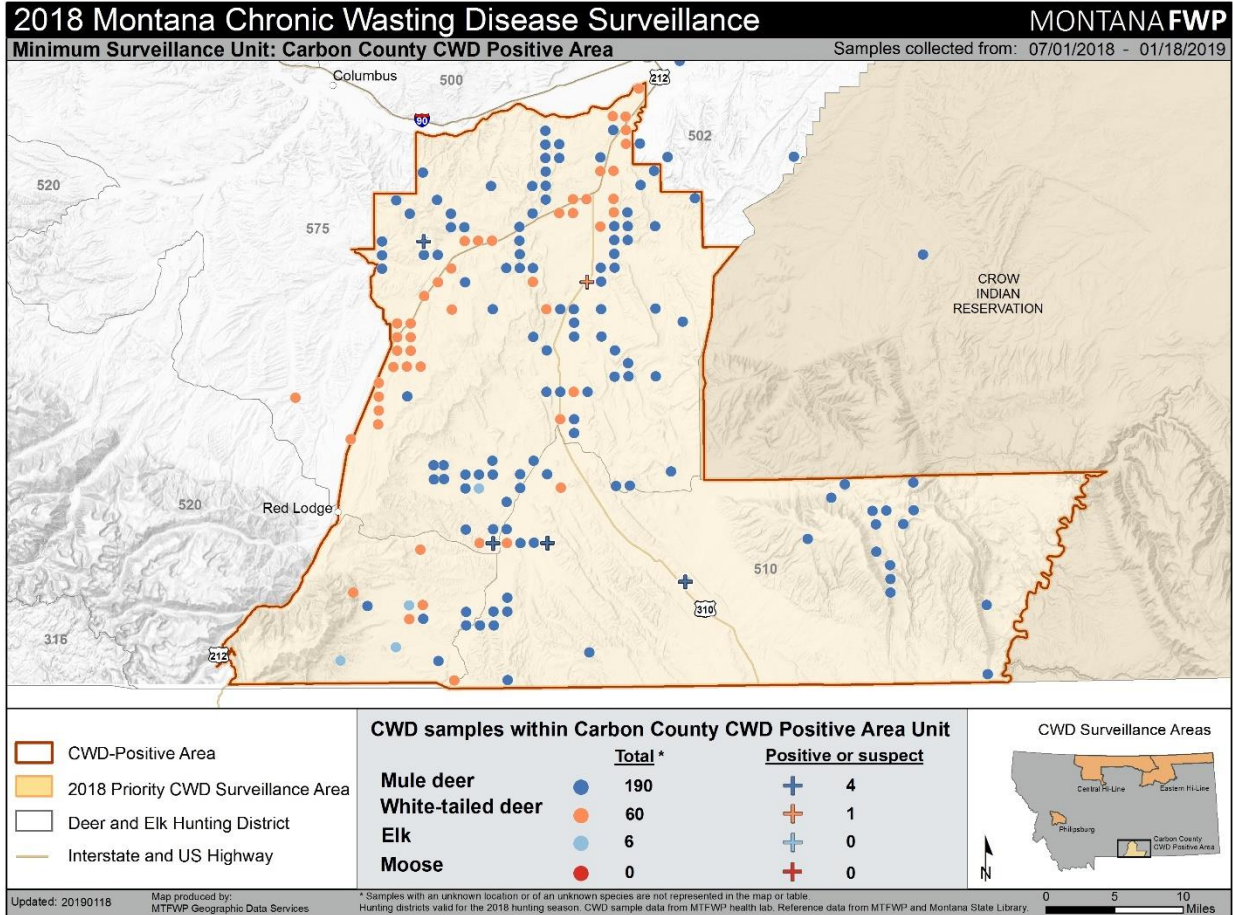 2018 Montana Chronic Wasting Disease Surveillance
MONTANA FWP
Minimum Surveillance Unit: Carbon County CWD Positive Area
Samples collected from: 07/01/2018 - 01/18/2019
Columbus
500
212
90
502
520
575
CROW
INDIAN
RESERVATION
520
Red Lodge
510
310
316
212
CWD-Positive Area
2018 Priority CWD Surveillance Area
Deer and Elk Hunting District
Interstate and US Highway
CWD samples within Carbon County CWD Positive Area Unit
Total * Positive or suspect
Mule deer 190 4
White-tailed deer 60 1
Elk 6 0
Moose 0 0
CWD Surveillance Areas
Central Hi-Line
Eastern Hi-Line
Philipsburg
Carbon County
CWD Positive Area
N
0 5 10
Miles
Updated: 20190118
Map produced by:
MTFWP Geographic Data Services
* Samples with an unknown location or of an unknown species are not represented in the map or table.
Hunting districts valid for the 2018 hunting season. CWD sample data from MTFWP health lab. Reference data from MTFWP and Montana State Library.